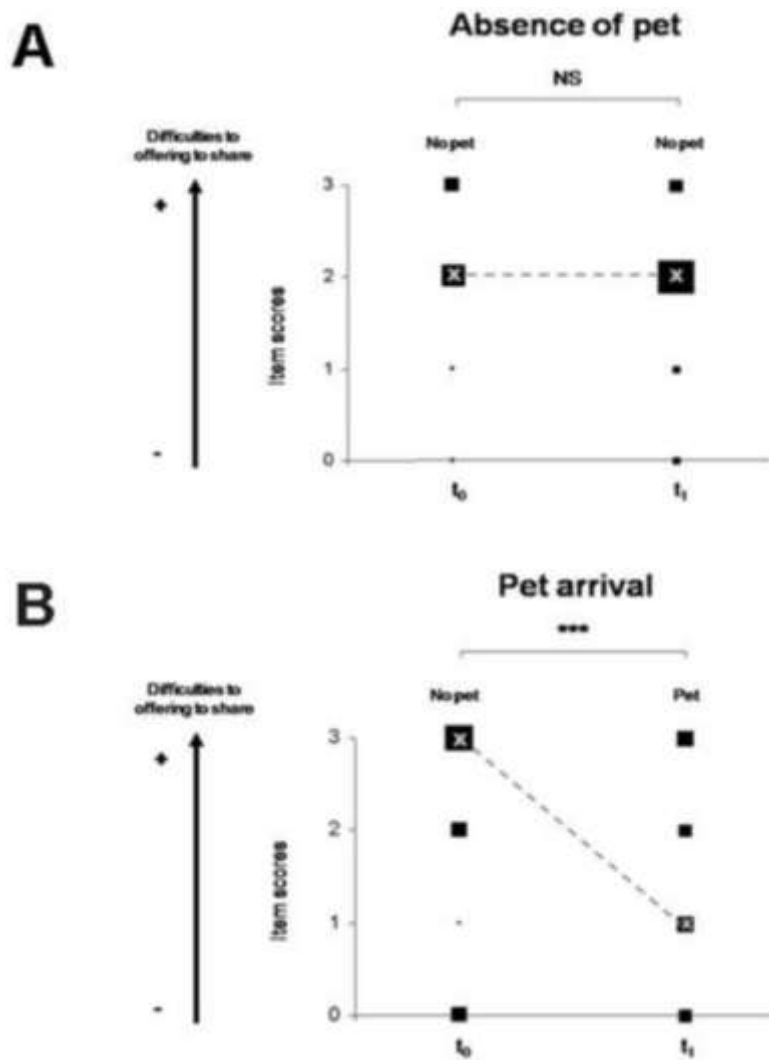 A
Absence of pet
NS
Difficulties to
offering to share
No pet
No pet
+
3
2
Item scores
1
-
0
t0
t1
B
Pet arrival
***
Difficulties to
offering to share
No pet
Pet
+
3
2
Item scores
1
-
0
t0
t1